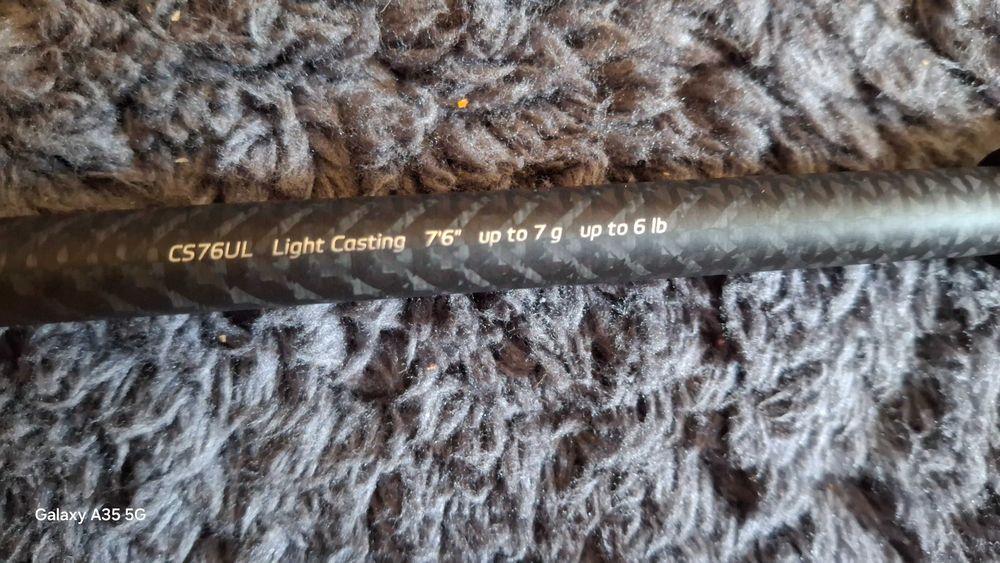 CS76UL Light Casting 7'6" up to 7 g up to 6 lb
Galaxy A35 5G